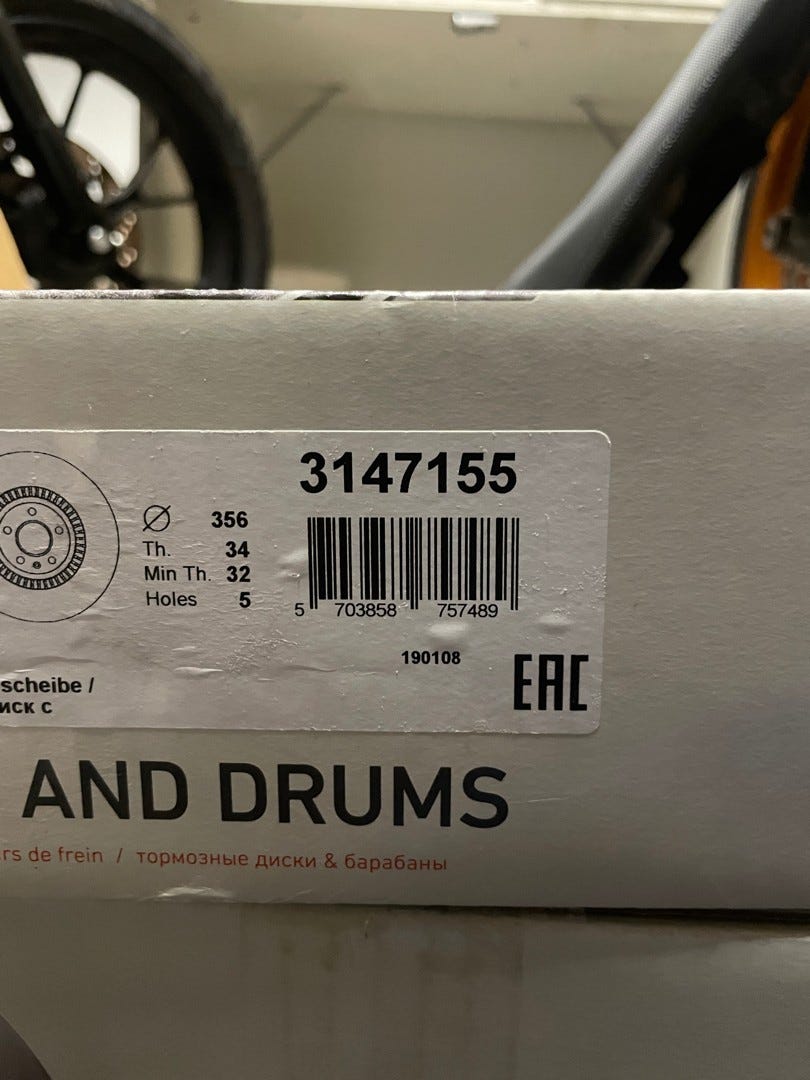 3147155
⌀ 356
Th. 34
Min Th. 32
Holes 5
5 703858 757489
190108
EAC
scheibe /
иск с
AND DRUMS
rs de frein / тормозные диски & барабаны